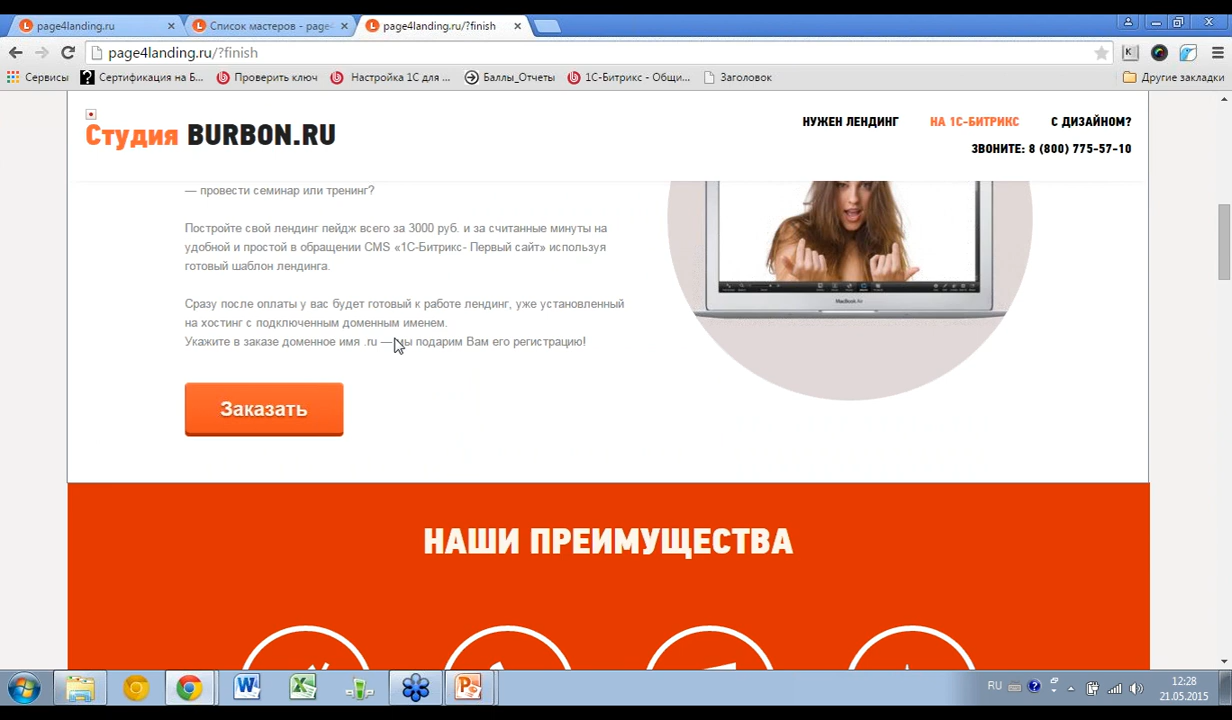 page4landing.ru
Список мастеров - page4
page4landing.ru/?finish
page4landing.ru/?finish
Сервисы
Сертификация на Б...
Проверить ключ
Настройка 1С для ...
Баллы_Отчеты
1С-Битрикс - Общи...
Заголовок
Другие закладки
Студия BURBON.RU
НУЖЕН ЛЕНДИНГ
НА 1С-БИТРИКС
С ДИЗАЙНОМ?
ЗВОНИТЕ: 8 (800) 775-57-10
— провести семинар или тренинг?
Постройте свой лендинг пейдж всего за 3000 руб. и за считанные минуты на
удобной и простой в обращении CMS «1С-Битрикс- Первый сайт» используя
готовый шаблон лендинга.
Сразу после оплаты у вас будет готовый к работе лендинг, уже установленный
на хостинг с подключенным доменным именем.
Укажите в заказе доменное имя .ru — мы подарим Вам его регистрацию!
MacBook Air
Заказать
НАШИ ПРЕИМУЩЕСТВА
RU
12:28
21.05.2015